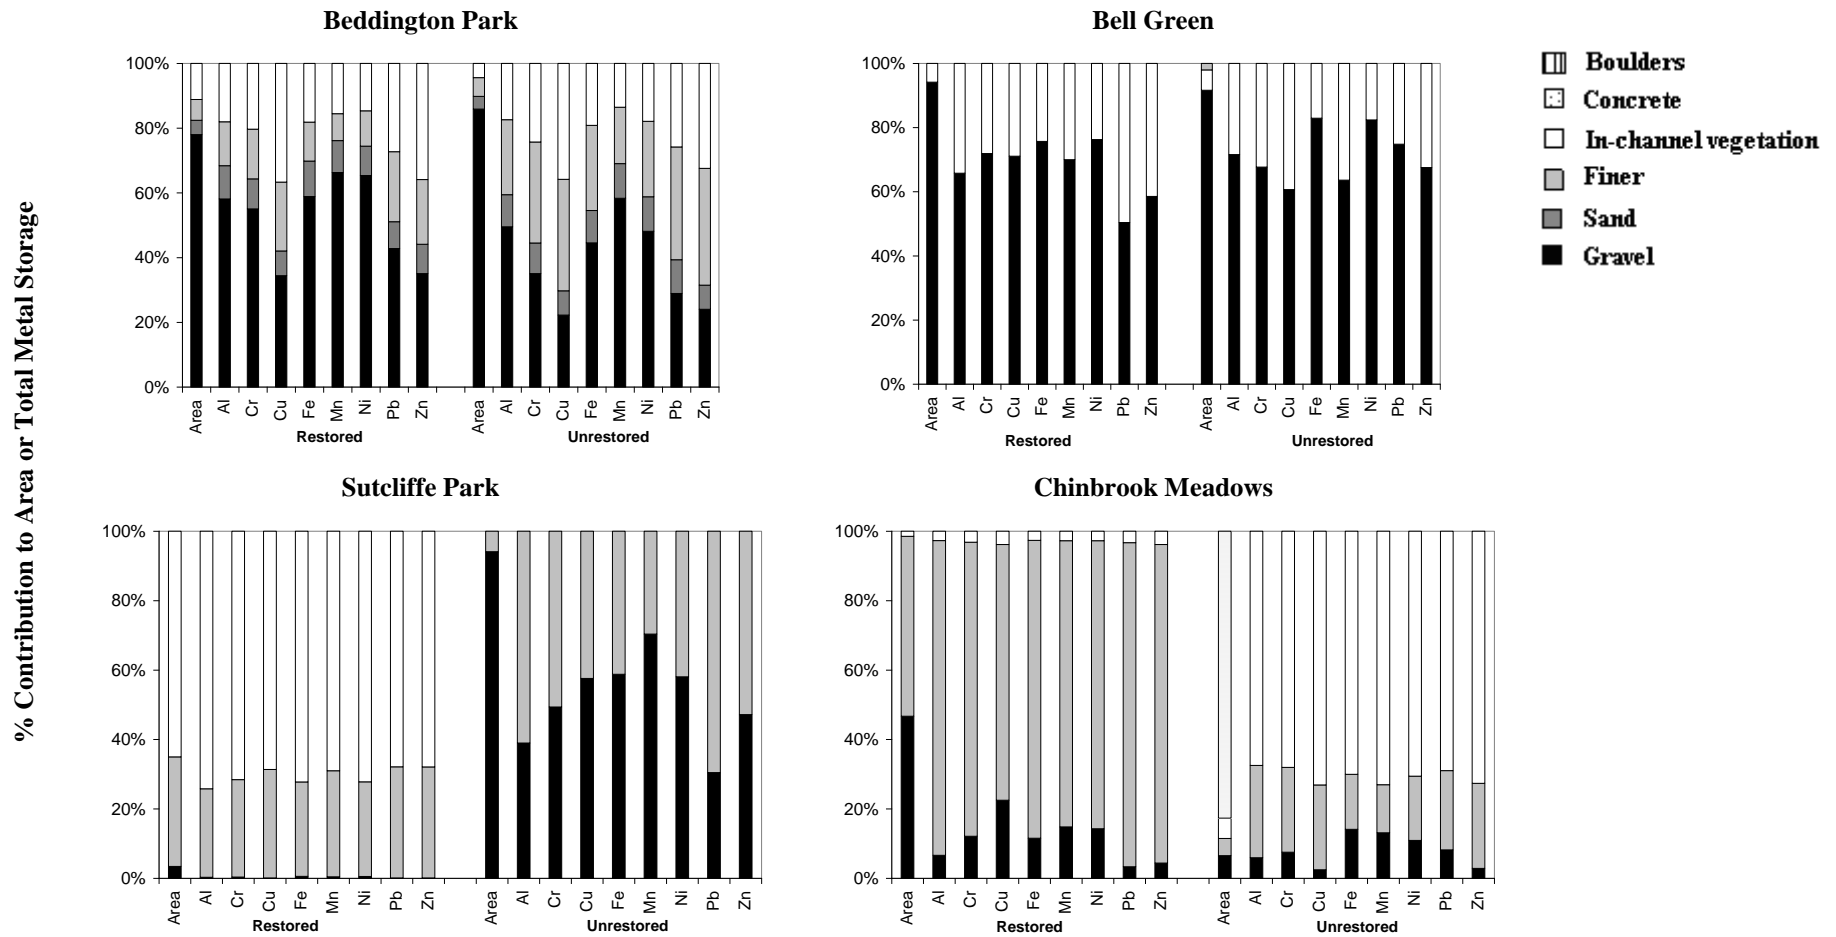 Beddington Park
100%
80%
60%
40%
20%
0%
Area Al Cr Cu Fe Mn Ni Pb Zn Area Al Cr Cu Fe Mn Ni Pb Zn
Restored Unrestored
Bell Green
100%
80%
60%
40%
20%
0%
Area Al Cr Cu Fe Mn Ni Pb Zn Area Al Cr Cu Fe Mn Ni Pb Zn
Restored Unrestored
Boulders
Concrete
In-channel vegetation
Finer
Sand
Gravel
% Contribution to Area or Total Metal Storage
Sutcliffe Park
100%
80%
60%
40%
20%
0%
Area Al Cr Cu Fe Mn Ni Pb Zn Area Al Cr Cu Fe Mn Ni Pb Zn
Restored Unrestored
Chinbrook Meadows
100%
80%
60%
40%
20%
0%
Area Al Cr Cu Fe Mn Ni Pb Zn Area Al Cr Cu Fe Mn Ni Pb Zn
Restored Unrestored